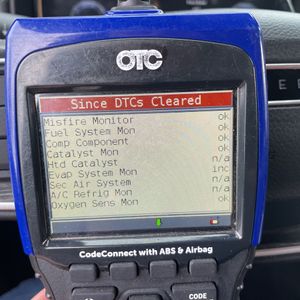 OTC
Since DTCs Cleared
Misfire Monitor ok
Fuel System Mon ok
Comp Component ok
Catalyst Mon ok
Htd Catalyst n/a
Evap System Mon inc
Sec Air System n/a
A/C Refrig Mon n/a
Oxygen Sens Mon ok
CodeConnect with ABS & Airbag
CODE